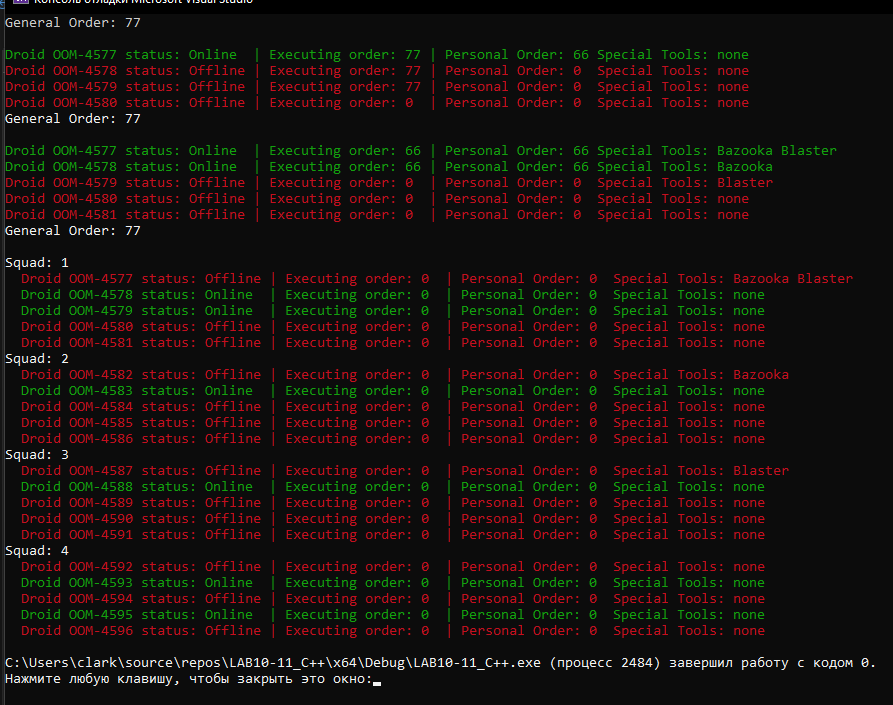 Консоль отладки Microsoft Visual Studio
General Order: 77
Droid OOM-4577 status: Online | Executing order: 77 | Personal Order: 66 Special Tools: none
Droid OOM-4578 status: Offline | Executing order: 77 | Personal Order: 0 Special Tools: none
Droid OOM-4579 status: Offline | Executing order: 77 | Personal Order: 0 Special Tools: none
Droid OOM-4580 status: Offline | Executing order: 0 | Personal Order: 0 Special Tools: none
General Order: 77
Droid OOM-4577 status: Online | Executing order: 66 | Personal Order: 66 Special Tools: Bazooka Blaster
Droid OOM-4578 status: Online | Executing order: 66 | Personal Order: 66 Special Tools: Bazooka
Droid OOM-4579 status: Offline | Executing order: 0 | Personal Order: 0 Special Tools: Blaster
Droid OOM-4580 status: Offline | Executing order: 0 | Personal Order: 0 Special Tools: none
Droid OOM-4581 status: Offline | Executing order: 0 | Personal Order: 0 Special Tools: none
General Order: 77
Squad: 1
Droid OOM-4577 status: Offline | Executing order: 0 | Personal Order: 0 Special Tools: Bazooka Blaster
Droid OOM-4578 status: Online | Executing order: 0 | Personal Order: 0 Special Tools: none
Droid OOM-4579 status: Online | Executing order: 0 | Personal Order: 0 Special Tools: none
Droid OOM-4580 status: Offline | Executing order: 0 | Personal Order: 0 Special Tools: none
Droid OOM-4581 status: Offline | Executing order: 0 | Personal Order: 0 Special Tools: none
Squad: 2
Droid OOM-4582 status: Offline | Executing order: 0 | Personal Order: 0 Special Tools: Bazooka
Droid OOM-4583 status: Online | Executing order: 0 | Personal Order: 0 Special Tools: none
Droid OOM-4584 status: Offline | Executing order: 0 | Personal Order: 0 Special Tools: none
Droid OOM-4585 status: Offline | Executing order: 0 | Personal Order: 0 Special Tools: none
Droid OOM-4586 status: Offline | Executing order: 0 | Personal Order: 0 Special Tools: none
Squad: 3
Droid OOM-4587 status: Offline | Executing order: 0 | Personal Order: 0 Special Tools: Blaster
Droid OOM-4588 status: Online | Executing order: 0 | Personal Order: 0 Special Tools: none
Droid OOM-4589 status: Offline | Executing order: 0 | Personal Order: 0 Special Tools: none
Droid OOM-4590 status: Offline | Executing order: 0 | Personal Order: 0 Special Tools: none
Droid OOM-4591 status: Offline | Executing order: 0 | Personal Order: 0 Special Tools: none
Squad: 4
Droid OOM-4592 status: Offline | Executing order: 0 | Personal Order: 0 Special Tools: none
Droid OOM-4593 status: Online | Executing order: 0 | Personal Order: 0 Special Tools: none
Droid OOM-4594 status: Offline | Executing order: 0 | Personal Order: 0 Special Tools: none
Droid OOM-4595 status: Online | Executing order: 0 | Personal Order: 0 Special Tools: none
Droid OOM-4596 status: Offline | Executing order: 0 | Personal Order: 0 Special Tools: none
C:\Users\clark\source\repos\LAB10-11_C++\x64\Debug\LAB10-11_C++.exe (процесс 2484) завершил работу с кодом 0.
Нажмите любую клавишу, чтобы закрыть это окно: